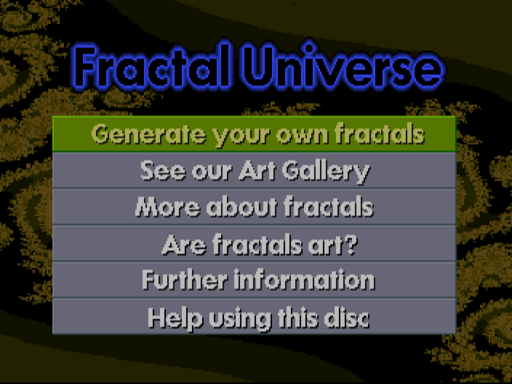 Fractal Universe
Generate your own fractals
See our Art Gallery
More about fractals
Are fractals art?
Further information
Help using this disc